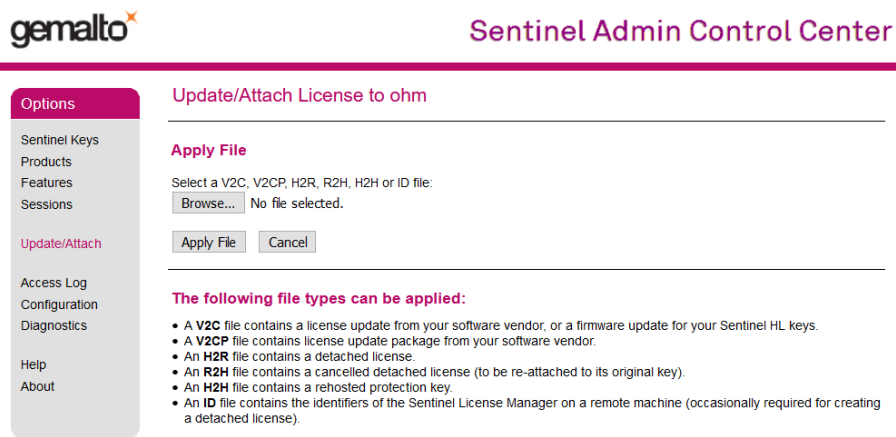 gemalto
Sentinel Admin Control Center
Options
Sentinel Keys
Products
Features
Sessions
Update/Attach
Access Log
Configuration
Diagnostics
Help
About
Update/Attach License to ohm
Apply File
Select a V2C, V2CP, H2R, R2H, H2H or ID file:
Browse... No file selected.
Apply File Cancel
The following file types can be applied:
• A V2C file contains a license update from your software vendor, or a firmware update for your Sentinel HL keys.
• A V2CP file contains license update package from your software vendor.
• An H2R file contains a detached license.
• An R2H file contains a cancelled detached license (to be re-attached to its original key).
• An H2H file contains a rehosted protection key.
• An ID file contains the identifiers of the Sentinel License Manager on a remote machine (occasionally required for creating
a detached license).